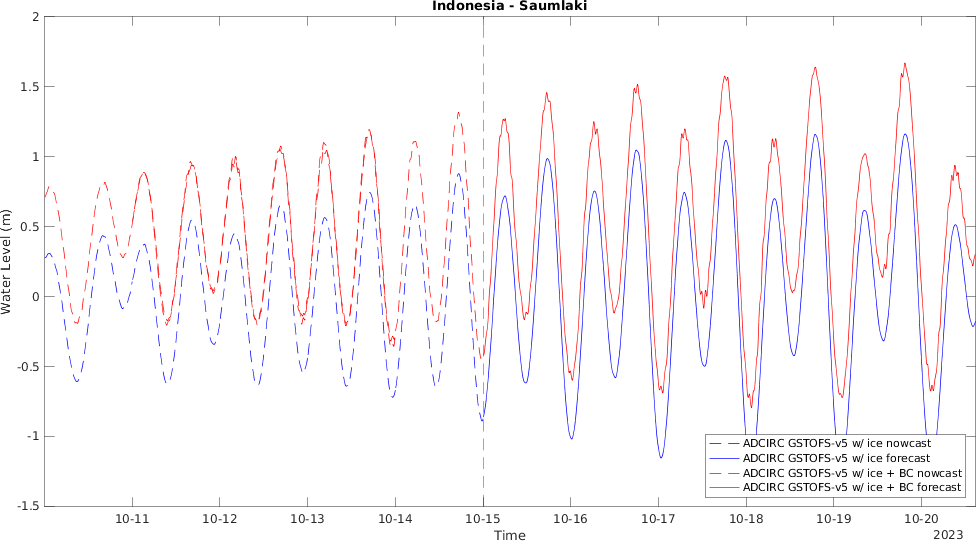 Indonesia - Saumlaki
2
1.5
1
0.5
0
-0.5
-1
-1.5
Water Level (m)
ADCIRC GSTOFS-v5 w/ ice nowcast
ADCIRC GSTOFS-v5 w/ ice forecast
ADCIRC GSTOFS-v5 w/ ice + BC nowcast
ADCIRC GSTOFS-v5 w/ ice + BC forecast
10-11 10-12 10-13 10-14 10-15 10-16 10-17 10-18 10-19 10-20
Time
2023